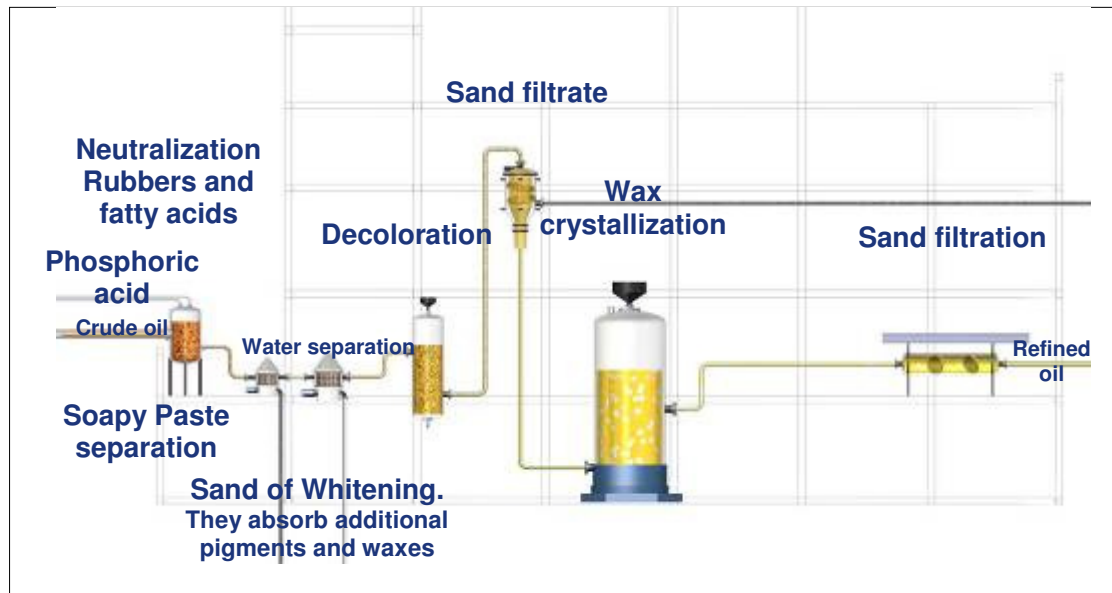 Sand filtrate
Neutralization
Rubbers and
fatty acids
Wax
crystallization
Decoloration
Sand filtration
Phosphoric
acid
Crude oil
Water separation
Refined
oil
Soapy Paste
separation
Sand of Whitening.
They absorb additional
pigments and waxes